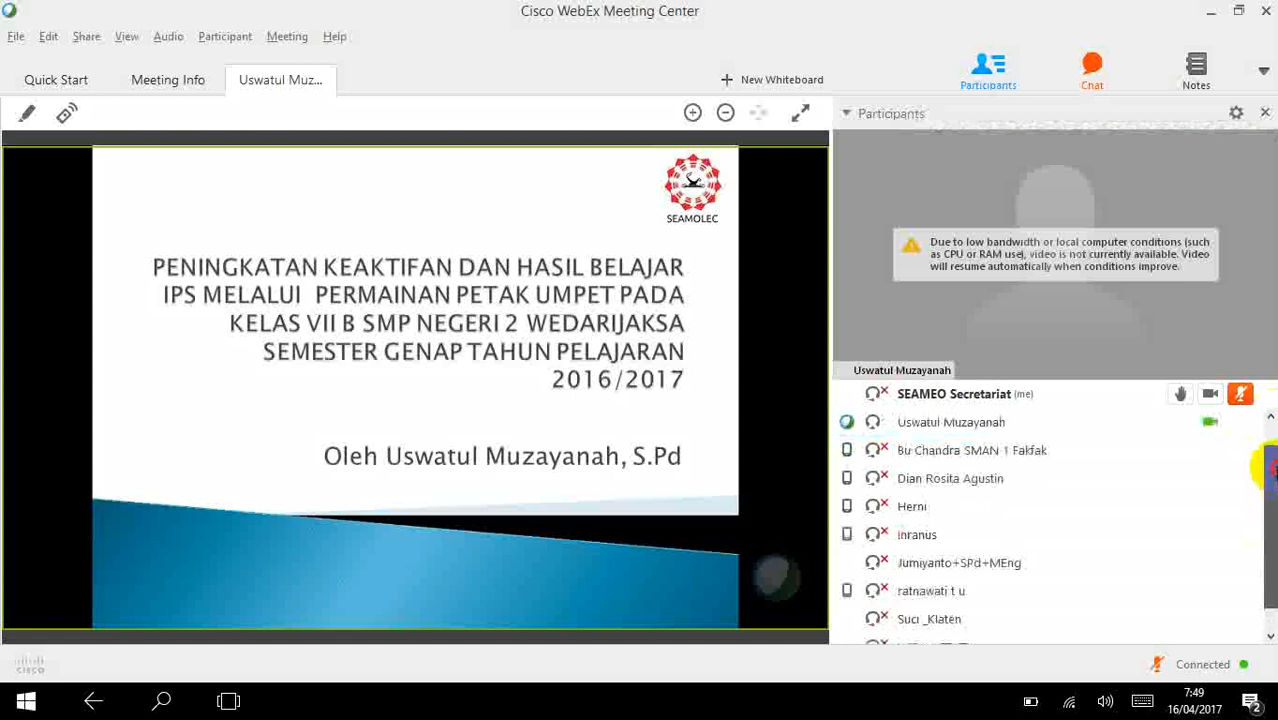 Cisco WebEx Meeting Center
File Edit Share View Audio Participant Meeting Help
Quick Start Meeting Info Uswatul Muz... New Whiteboard Participants Chat Notes
Participants
SEAMOLEC
PENINGKATAN KEAKTIFAN DAN HASIL BELAJAR
IPS MELALUI PERMAINAN PETAK UMPET PADA
KELAS VII B SMP NEGERI 2 WEDARIJAKSA
SEMESTER GENAP TAHUN PELAJARAN
2016/2017
Oleh Uswatul Muzayanah, S.Pd
Due to low bandwidth or local computer conditions (such
as CPU or RAM use), video is not currently available. Video
will resume automatically when conditions improve.
Uswatul Muzayanah
SEAMEO Secretariat (me)
Uswatul Muzayanah
Bu Chandra SMAN 1 Fakfak
Dian Rosita Agustin
Herni
inranus
Jumiyanto+SPd+MEng
ratnawati t u
Suci _Klaten
cisco
Connected
7:49
16/04/2017
2